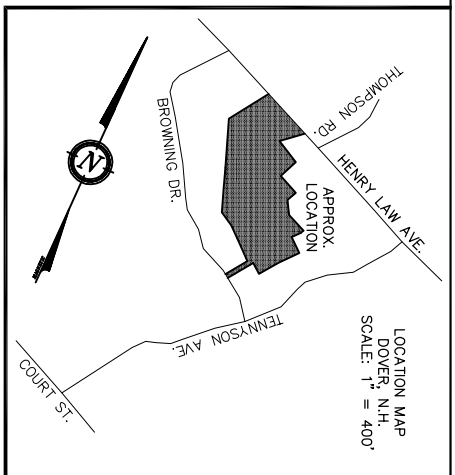 LOCATION MAP
DOVER, N.H.
SCALE: 1" = 400'
THOMPSON RD.
HENRY LAW AVE.
APPROX.
LOCATION
BROWNING DR.
TENNYSON AVE.
COURT ST.
N